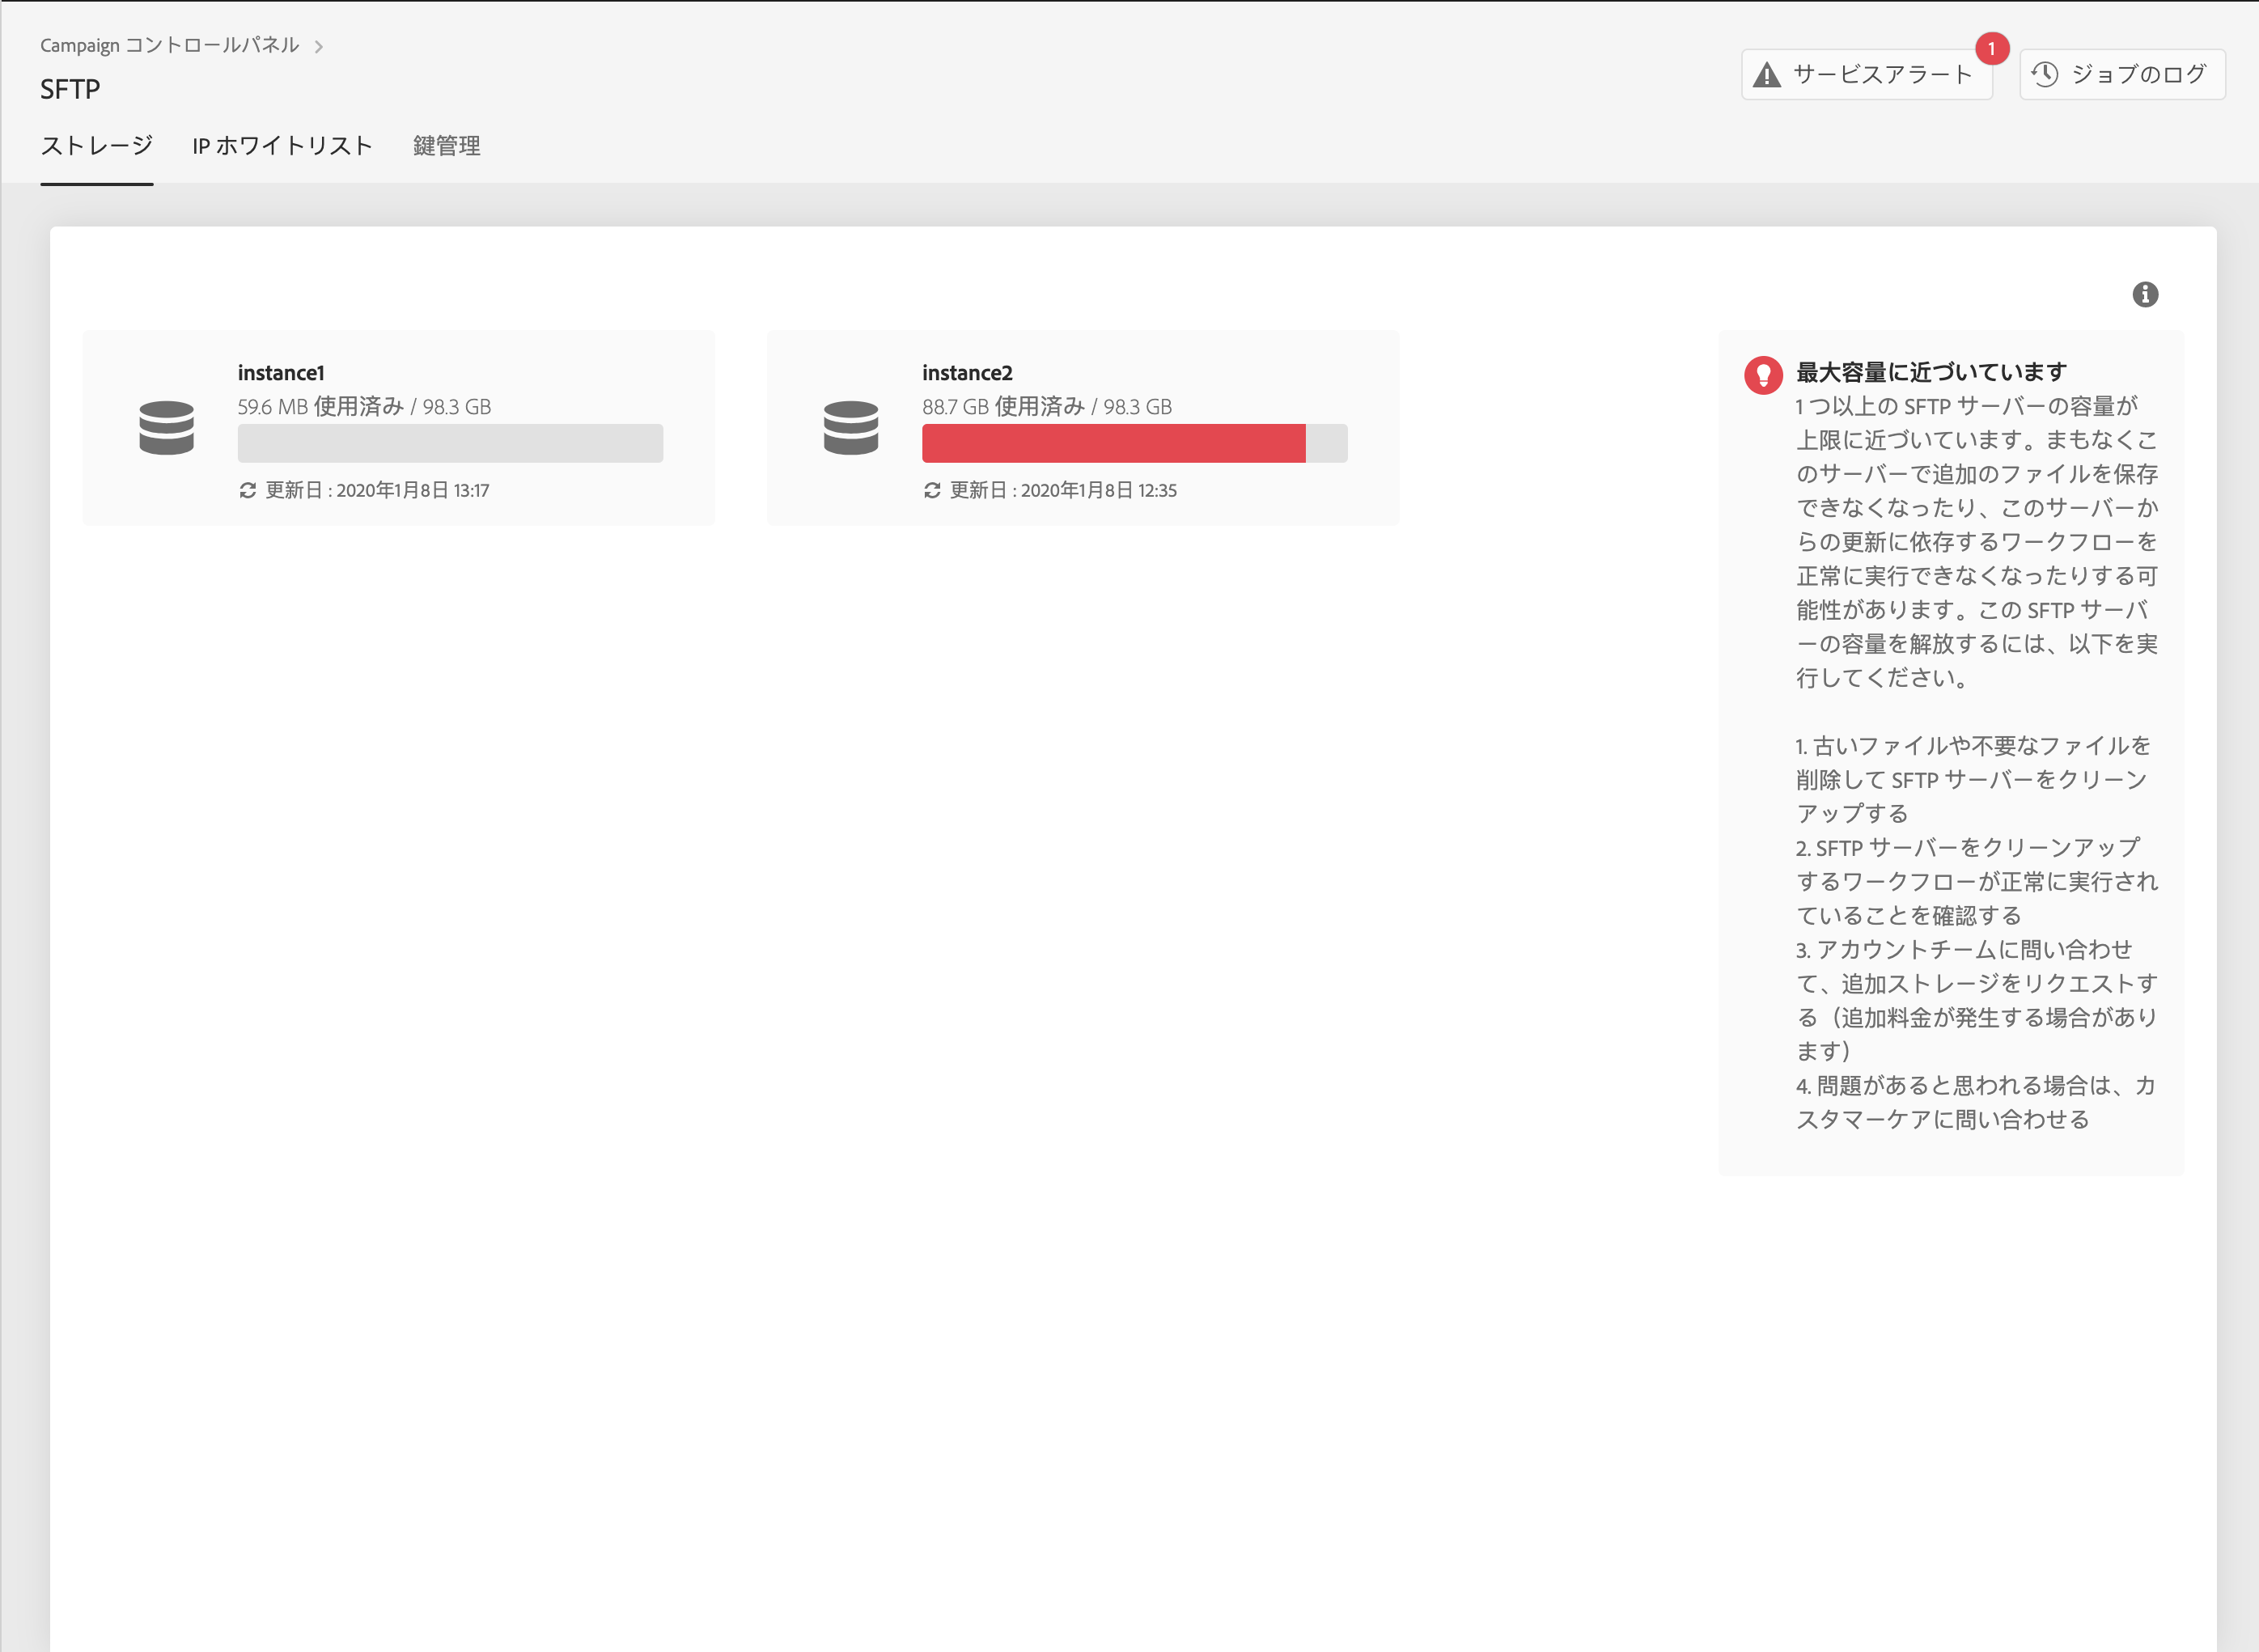 Campaign コントロールパネル
SFTP
サービスアラート
1
ジョブのログ
ストレージ
IP ホワイトリスト
鍵管理
instance1
59.6 MB 使用済み / 98.3 GB
更新日 : 2020年1月8日 13:17
instance2
88.7 GB 使用済み / 98.3 GB
更新日 : 2020年1月8日 12:35
最大容量に近づいています
1 つ以上の SFTP サーバーの容量が
上限に近づいています。まもなくこ
のサーバーで追加のファイルを保存
できなくなったり、このサーバーか
らの更新に依存するワークフローを
正常に実行できなくなったりする可
能性があります。この SFTP サーバ
ーの容量を解放するには、以下を実
行してください。
1. 古いファイルや不要なファイルを
削除して SFTP サーバーをクリーン
アップする
2. SFTP サーバーをクリーンアップ
するワークフローが正常に実行され
ていることを確認する
3. アカウントチームに問い合わせ
て、追加ストレージをリクエストす
る（追加料金が発生する場合があり
ます）
4. 問題があると思われる場合は、カ
スタマーケアに問い合わせる